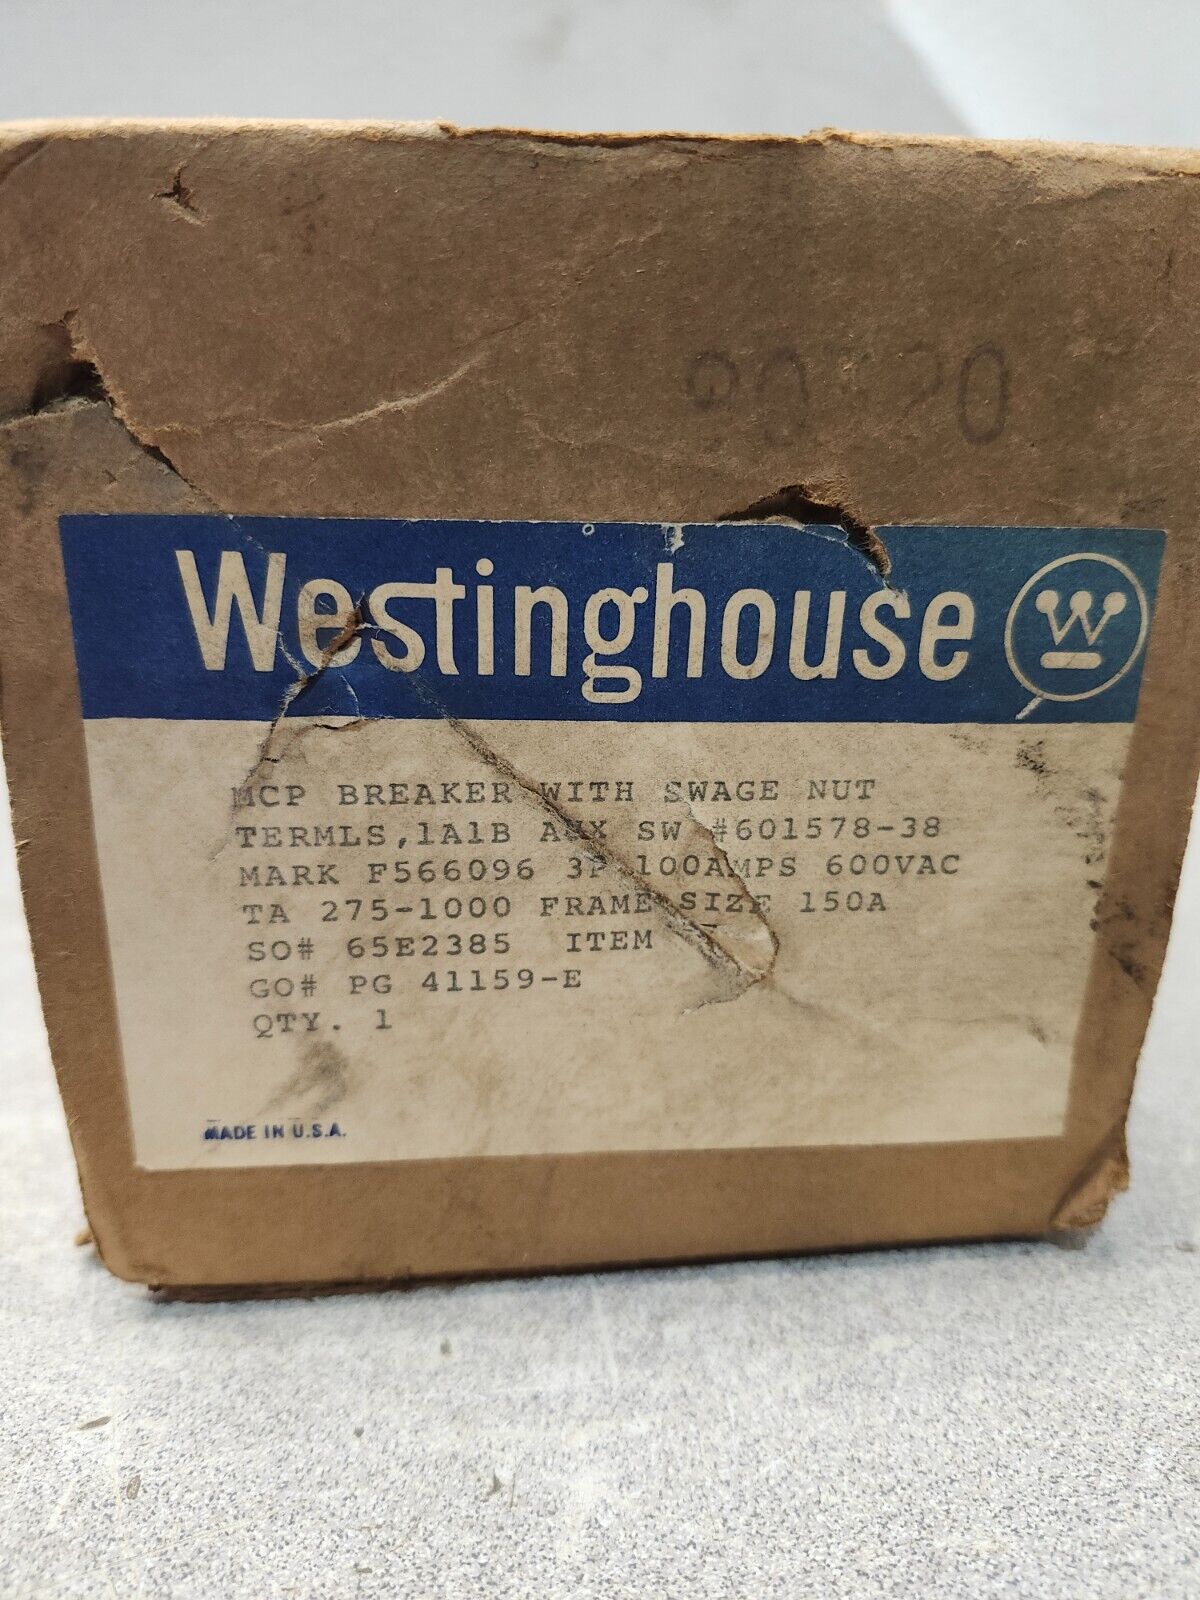 Westinghouse W
MCP BREAKER WITH SWAGE NUT
TERMLS,1A1B AUX SW #601578-38
MARK F566096 3P 100AMPS 600VAC
TA 275-1000 FRAME SIZE 150A
SO# 65E2385 ITEM
GO# PG 41159-E
QTY. 1
MADE IN U.S.A.